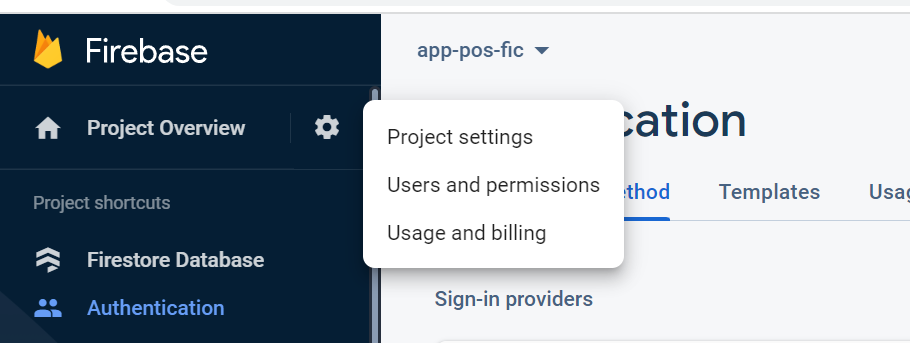 Firebase
Project Overview
Project shortcuts
Firestore Database
Authentication
app-pos-fic
cation
Project settings
Users and permissions
Usage and billing
ethod
Templates
Usag
Sign-in providers